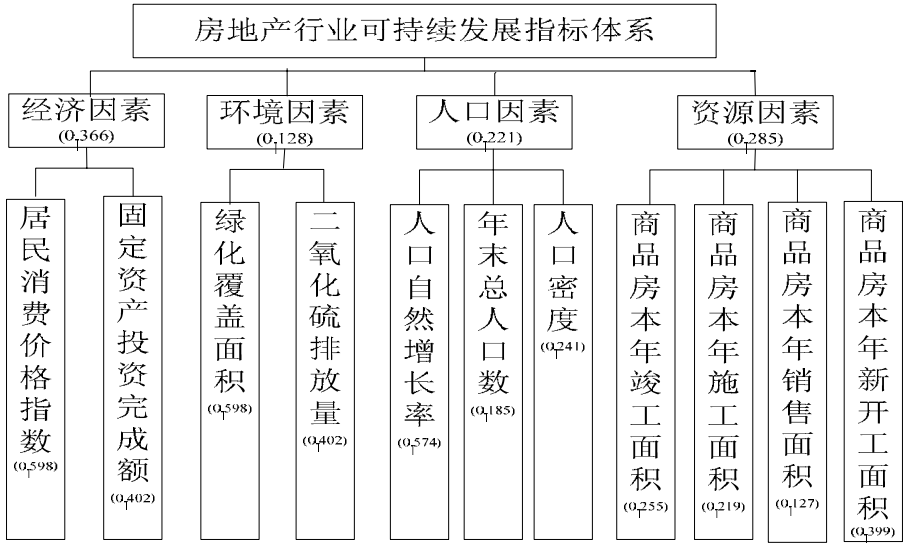 房地产行业可持续发展指标体系
经济因素
(0.366)
环境因素
(0.128)
人口因素
(0.221)
资源因素
(0.285)
居民消费价格指数
(0.598)
固定资产投资完成额
(0.402)
绿化覆盖面积
(0.598)
二氧化硫排放量
(0.402)
人口自然增长率
(0.574)
年末总人口数
(0.185)
人口密度
(0.241)
商品房本年竣工面积
(0.255)
商品房本年施工面积
(0.219)
商品房本年销售面积
(0.127)
商品房本年新开工面积
(0.399)